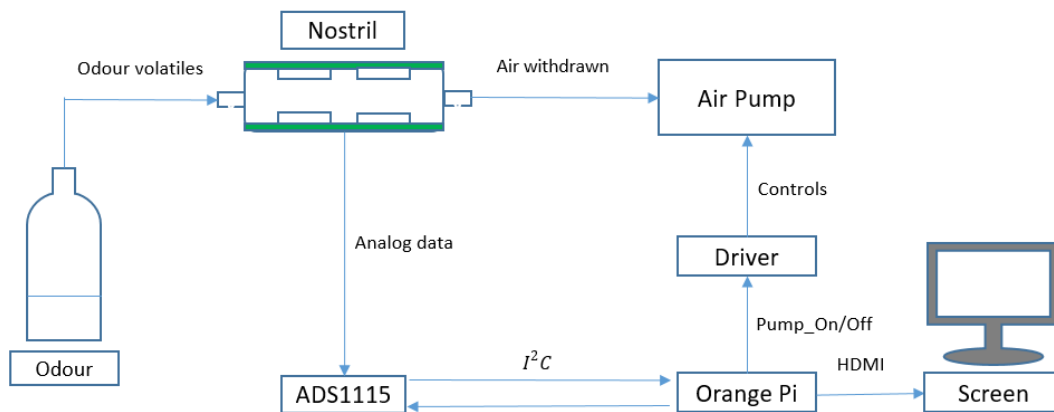 Nostril
Odour volatiles
Air withdrawn
Air Pump
Controls
Analog data
Driver
Pump_On/Off
HDMI
Odour
I²C
ADS1115
Orange Pi
Screen